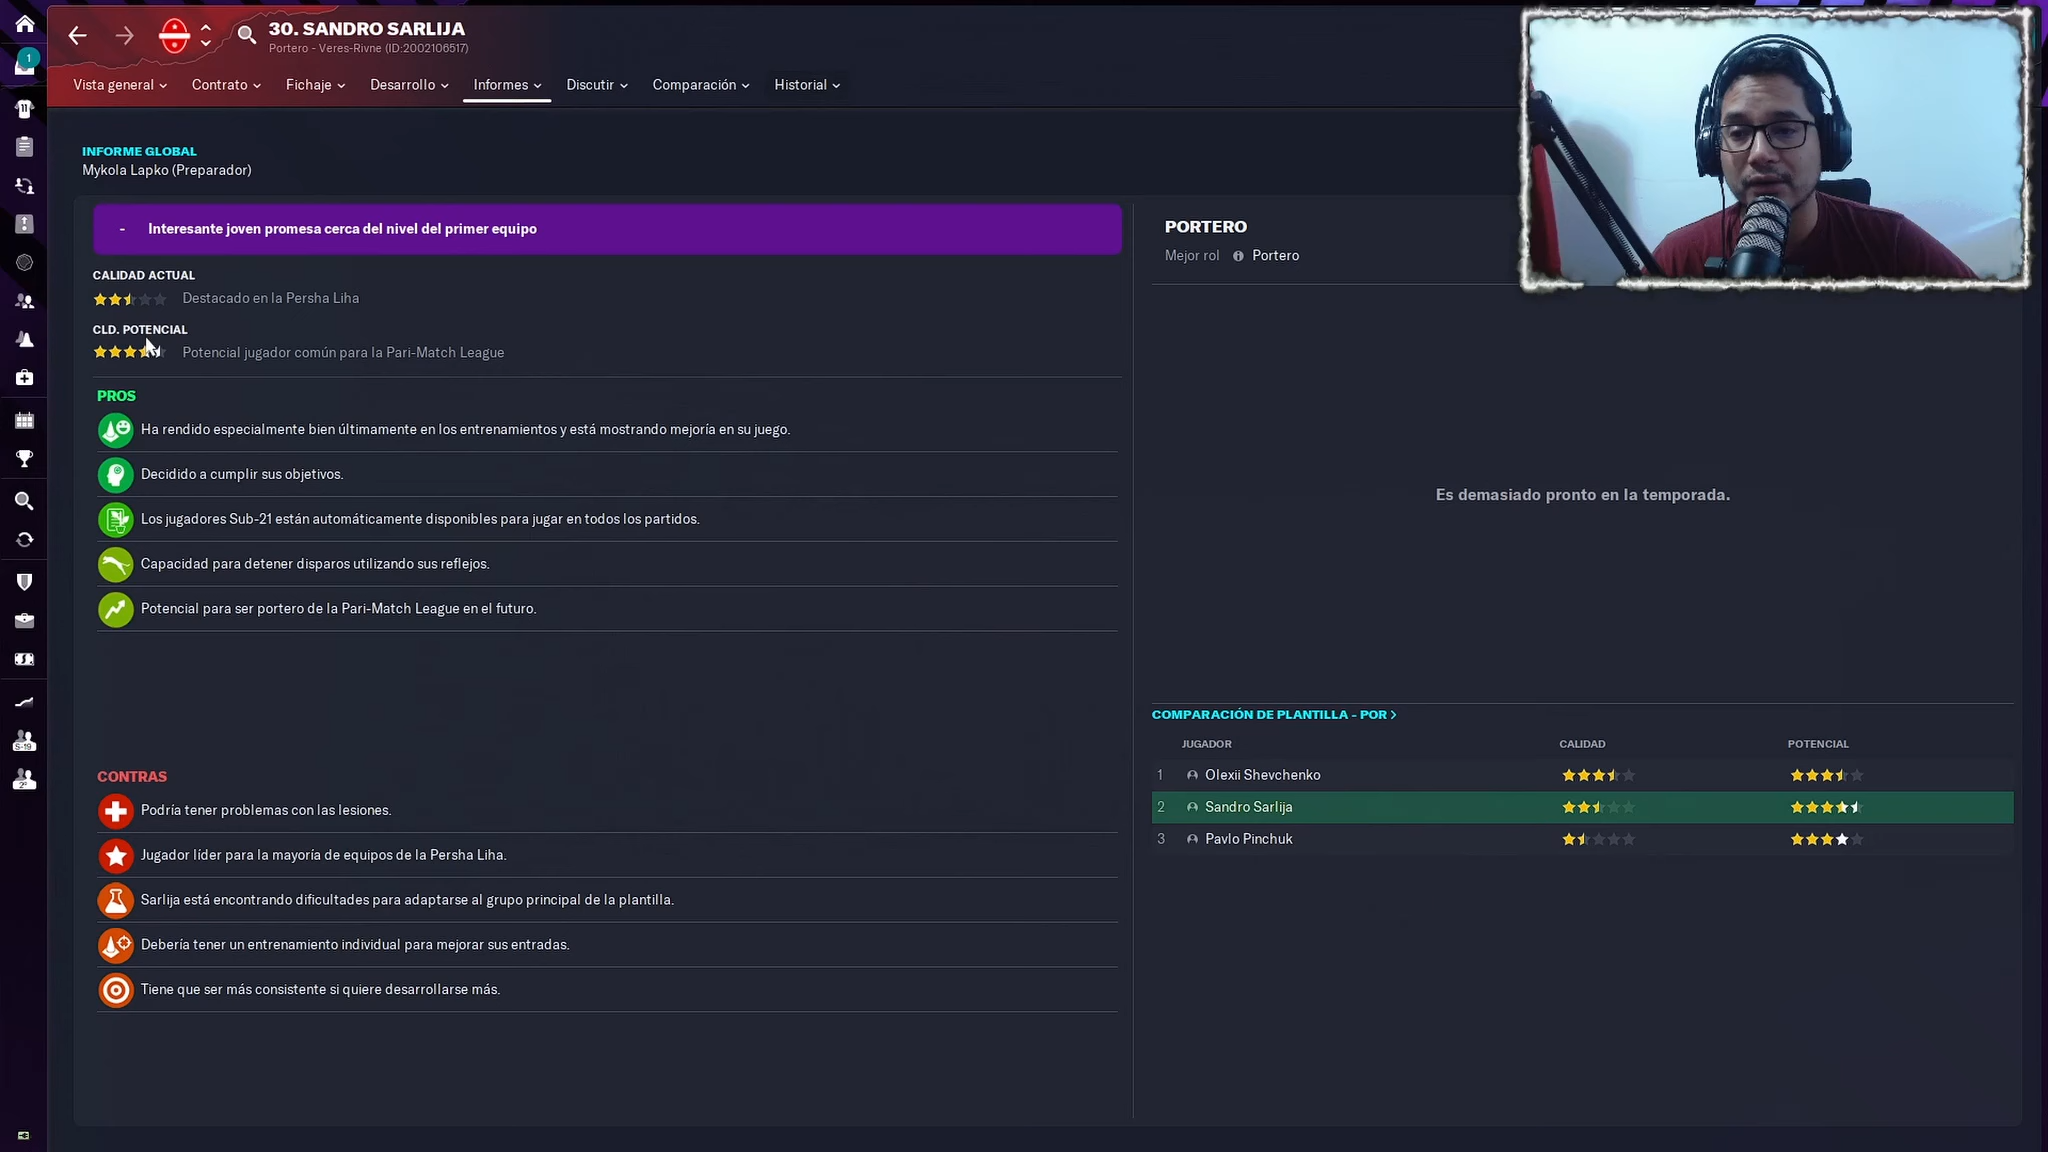 30. SANDRO SARLIJA
Portero - Veres-Rivne (ID:2002106517)
1
Vista general
Contrato
Fichaje
Desarrollo
Informes
Discutir
Comparación
Historial
INFORME GLOBAL
Mykola Lapko (Preparador)
- Interesante joven promesa cerca del nivel del primer equipo
CALIDAD ACTUAL
Destacado en la Persha Liha
CLD. POTENCIAL
Potencial jugador común para la Pari-Match League
PROS
Ha rendido especialmente bien últimamente en los entrenamientos y está mostrando mejoría en su juego.
Decidido a cumplir sus objetivos.
Los jugadores Sub-21 están automáticamente disponibles para jugar en todos los partidos.
Capacidad para detener disparos utilizando sus reflejos.
Potencial para ser portero de la Pari-Match League en el futuro.
CONTRAS
Podría tener problemas con las lesiones.
Jugador líder para la mayoría de equipos de la Persha Liha.
Sarlija está encontrando dificultades para adaptarse al grupo principal de la plantilla.
Debería tener un entrenamiento individual para mejorar sus entradas.
Tiene que ser más consistente si quiere desarrollarse más.
PORTERO
Mejor rol Portero
Es demasiado pronto en la temporada.
COMPARACIÓN DE PLANTILLA - POR >
JUGADOR CALIDAD POTENCIAL
1 Olexii Shevchenko
2 Sandro Sarlija
3 Pavlo Pinchuk
S-19
2º